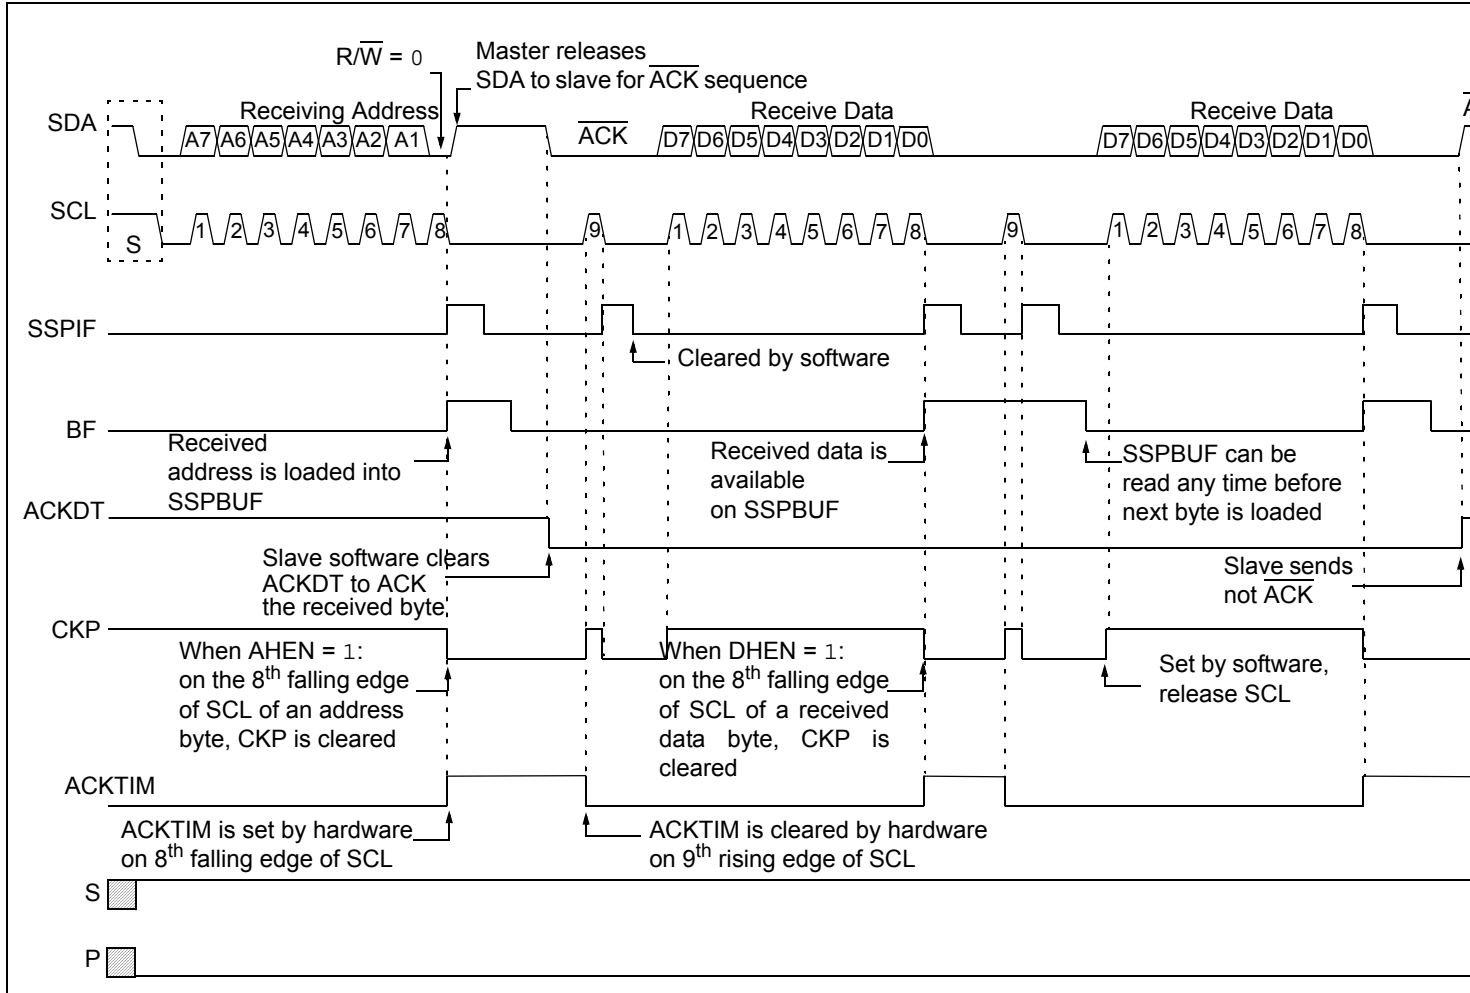 R/W = 0
Master releases
SDA to slave for ACK sequence
SDA
Receiving Address
Receive Data
Receive Data
A7 A6 A5 A4 A3 A2 A1
ACK
D7 D6 D5 D4 D3 D2 D1 D0
D7 D6 D5 D4 D3 D2 D1 D0
SCL
S
1 2 3 4 5 6 7 8 9 1 2 3 4 5 6 7 8 9 1 2 3 4 5 6 7 8
SSPIF
Cleared by software
BF
Received
address is loaded into
SSPBUF
Received data is
available
on SSPBUF
SSPBUF can be
read any time before
next byte is loaded
ACKDT
Slave software clears
ACKDT to ACK
the received byte
Slave sends
not ACK
CKP
When AHEN = 1:
on the 8th falling edge
of SCL of an address
byte, CKP is cleared
When DHEN = 1:
on the 8th falling edge
of SCL of a received
data byte, CKP is
cleared
Set by software,
release SCL
ACKTIM
ACKTIM is set by hardware
on 8th falling edge of SCL
ACKTIM is cleared by hardware
on 9th rising edge of SCL
S
P